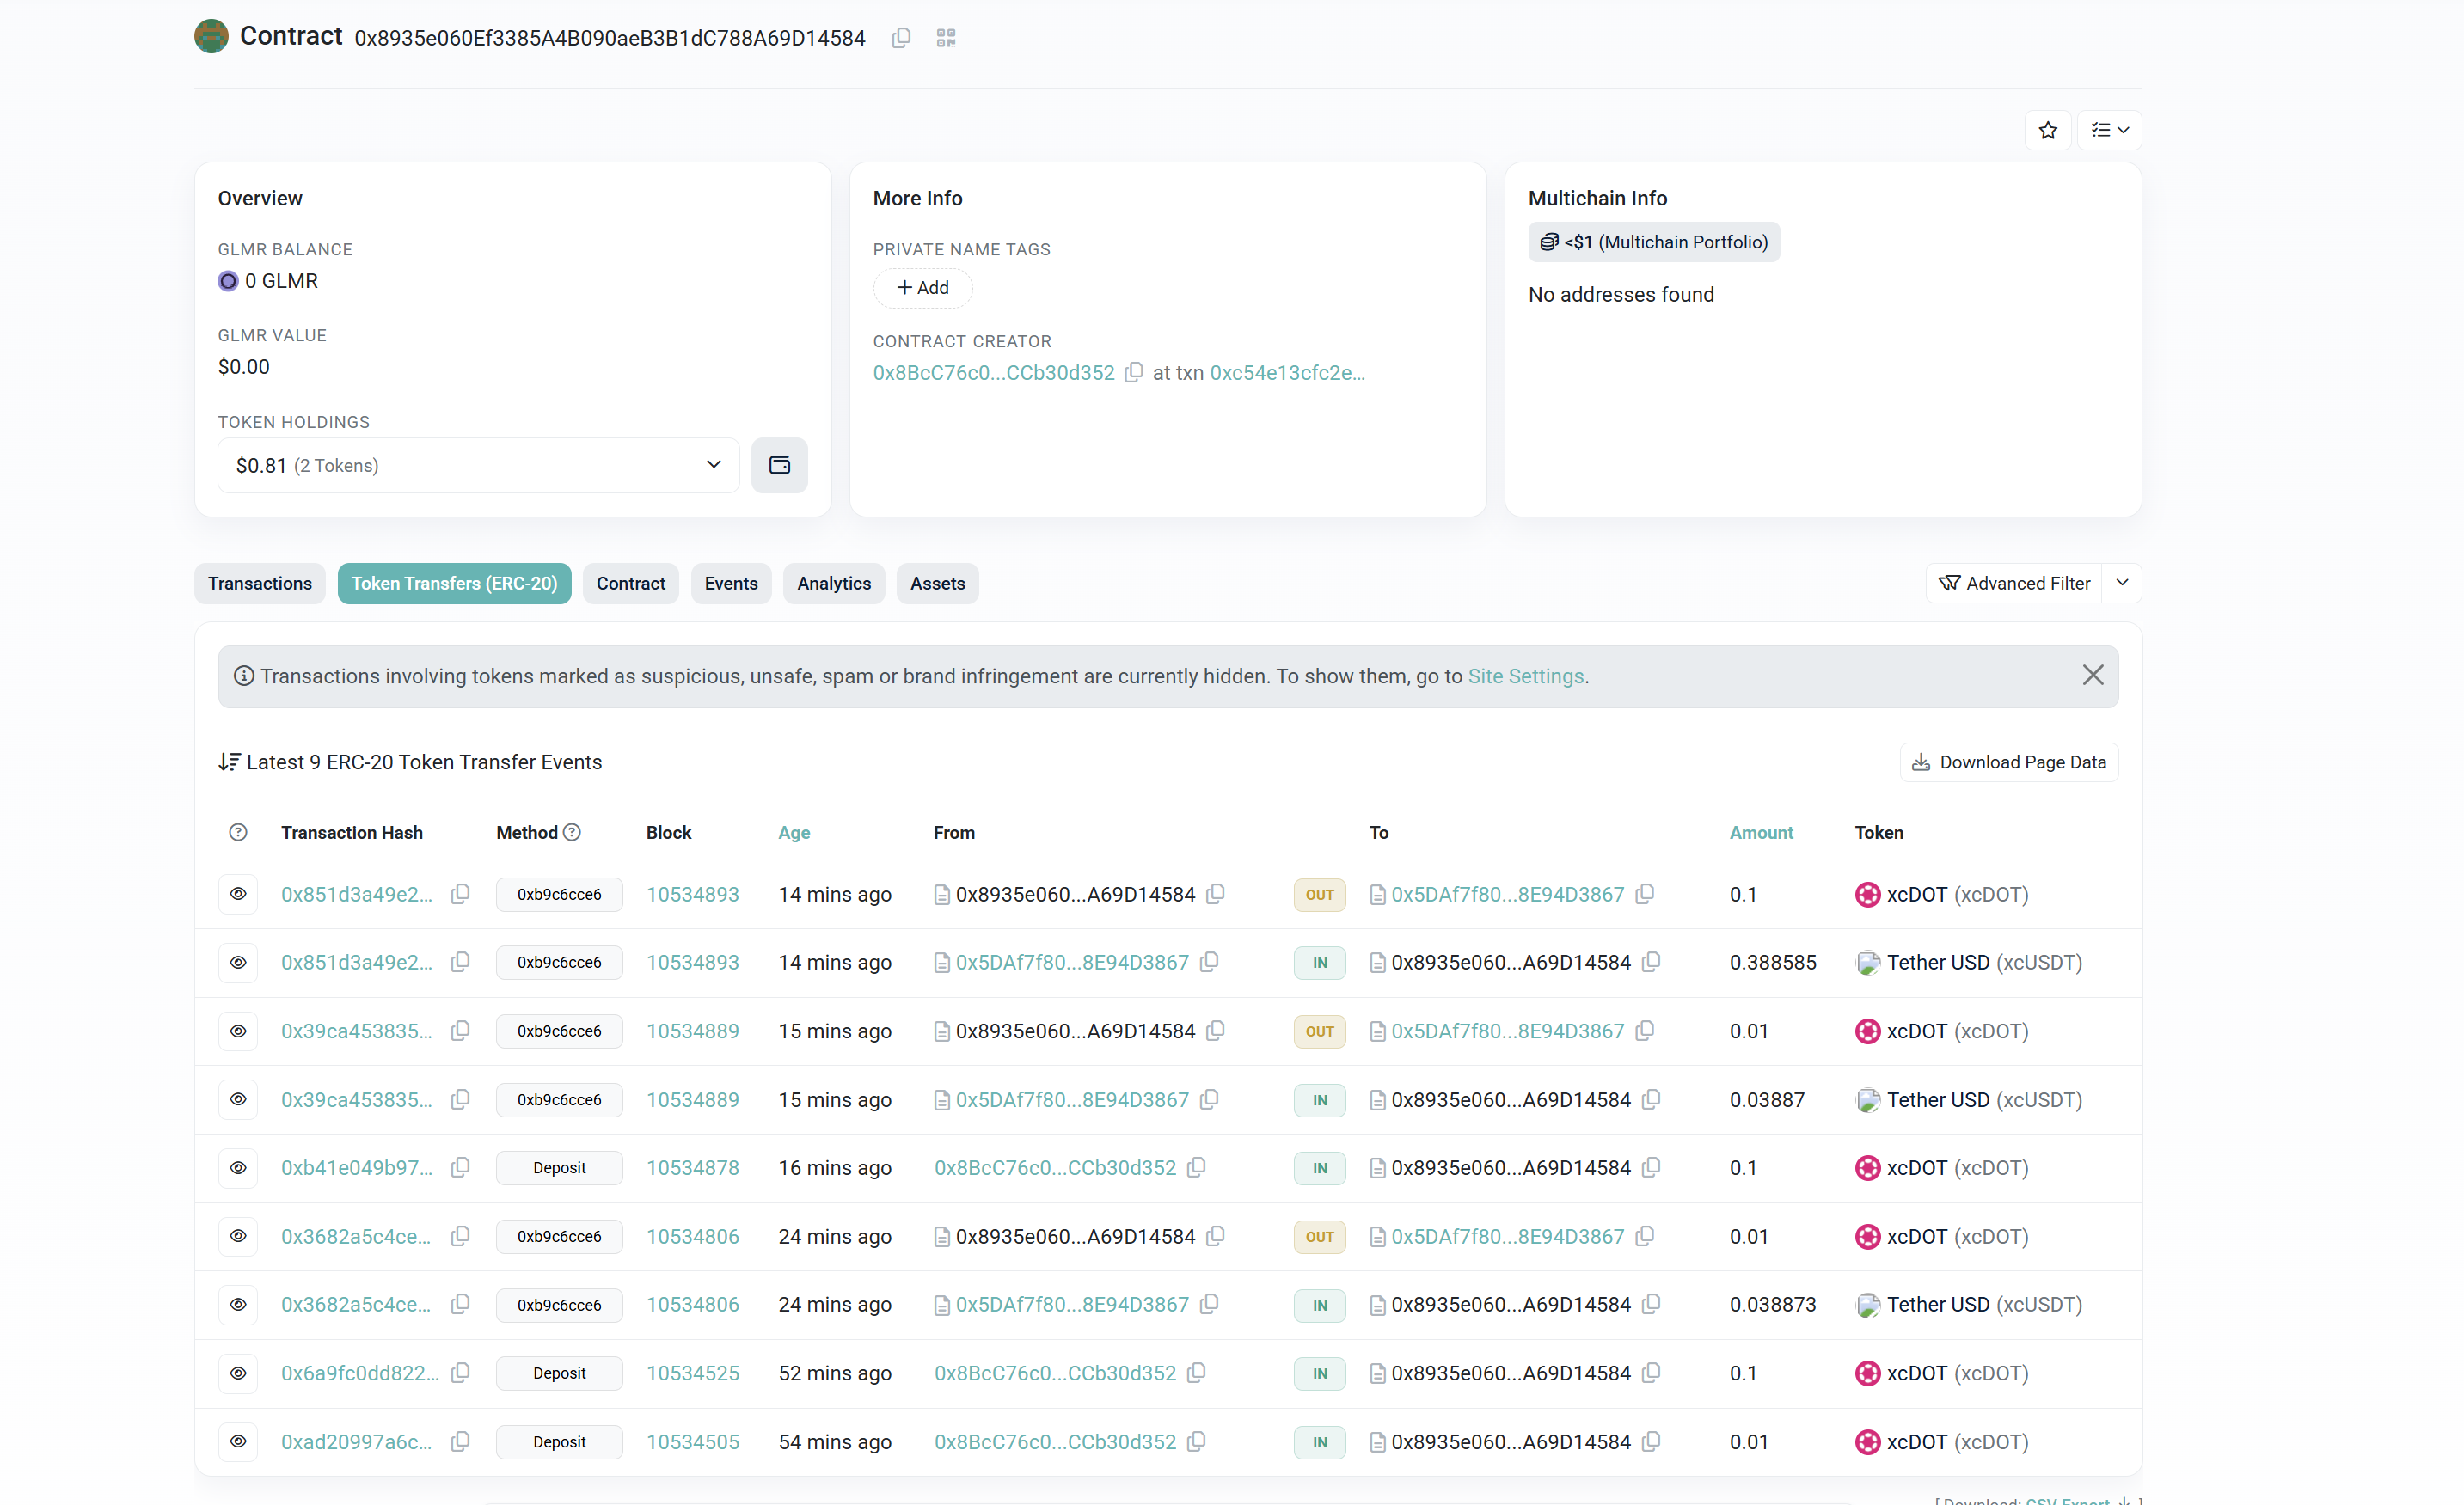 Contract 0x8935e060Ef3385A4B090aeB3B1dC788A69D14584
Overview
GLMR BALANCE
0 GLMR
GLMR VALUE
$0.00
TOKEN HOLDINGS
$0.81 (2 Tokens)
More Info
PRIVATE NAME TAGS
+ Add
CONTRACT CREATOR
0x8BcC76c0...CCb30d352 at txn 0xc54e13cfc2e...
Multichain Info
<$1 (Multichain Portfolio)
No addresses found
Transactions Token Transfers (ERC-20) Contract Events Analytics Assets Advanced Filter
Transactions involving tokens marked as suspicious, unsafe, spam or brand infringement are currently hidden. To show them, go to Site Settings.
Latest 9 ERC-20 Token Transfer Events Download Page Data
Transaction Hash Method Block Age From To Amount Token
0x851d3a49e2... 0xb9c6cce6 10534893 14 mins ago 0x8935e060...A69D14584 OUT 0x5DAf7f80...8E94D3867 0.1 xcDOT (xcDOT)
0x851d3a49e2... 0xb9c6cce6 10534893 14 mins ago 0x5DAf7f80...8E94D3867 IN 0x8935e060...A69D14584 0.388585 Tether USD (xcUSDT)
0x39ca453835... 0xb9c6cce6 10534889 15 mins ago 0x8935e060...A69D14584 OUT 0x5DAf7f80...8E94D3867 0.01 xcDOT (xcDOT)
0x39ca453835... 0xb9c6cce6 10534889 15 mins ago 0x5DAf7f80...8E94D3867 IN 0x8935e060...A69D14584 0.03887 Tether USD (xcUSDT)
0xb41e049b97... Deposit 10534878 16 mins ago 0x8BcC76c0...CCb30d352 IN 0x8935e060...A69D14584 0.1 xcDOT (xcDOT)
0x3682a5c4ce... 0xb9c6cce6 10534806 24 mins ago 0x8935e060...A69D14584 OUT 0x5DAf7f80...8E94D3867 0.01 xcDOT (xcDOT)
0x3682a5c4ce... 0xb9c6cce6 10534806 24 mins ago 0x5DAf7f80...8E94D3867 IN 0x8935e060...A69D14584 0.038873 Tether USD (xcUSDT)
0x6a9fc0dd822... Deposit 10534525 52 mins ago 0x8BcC76c0...CCb30d352 IN 0x8935e060...A69D14584 0.1 xcDOT (xcDOT)
0xad20997a6c... Deposit 10534505 54 mins ago 0x8BcC76c0...CCb30d352 IN 0x8935e060...A69D14584 0.01 xcDOT (xcDOT)
[ Download: CSV Export ]